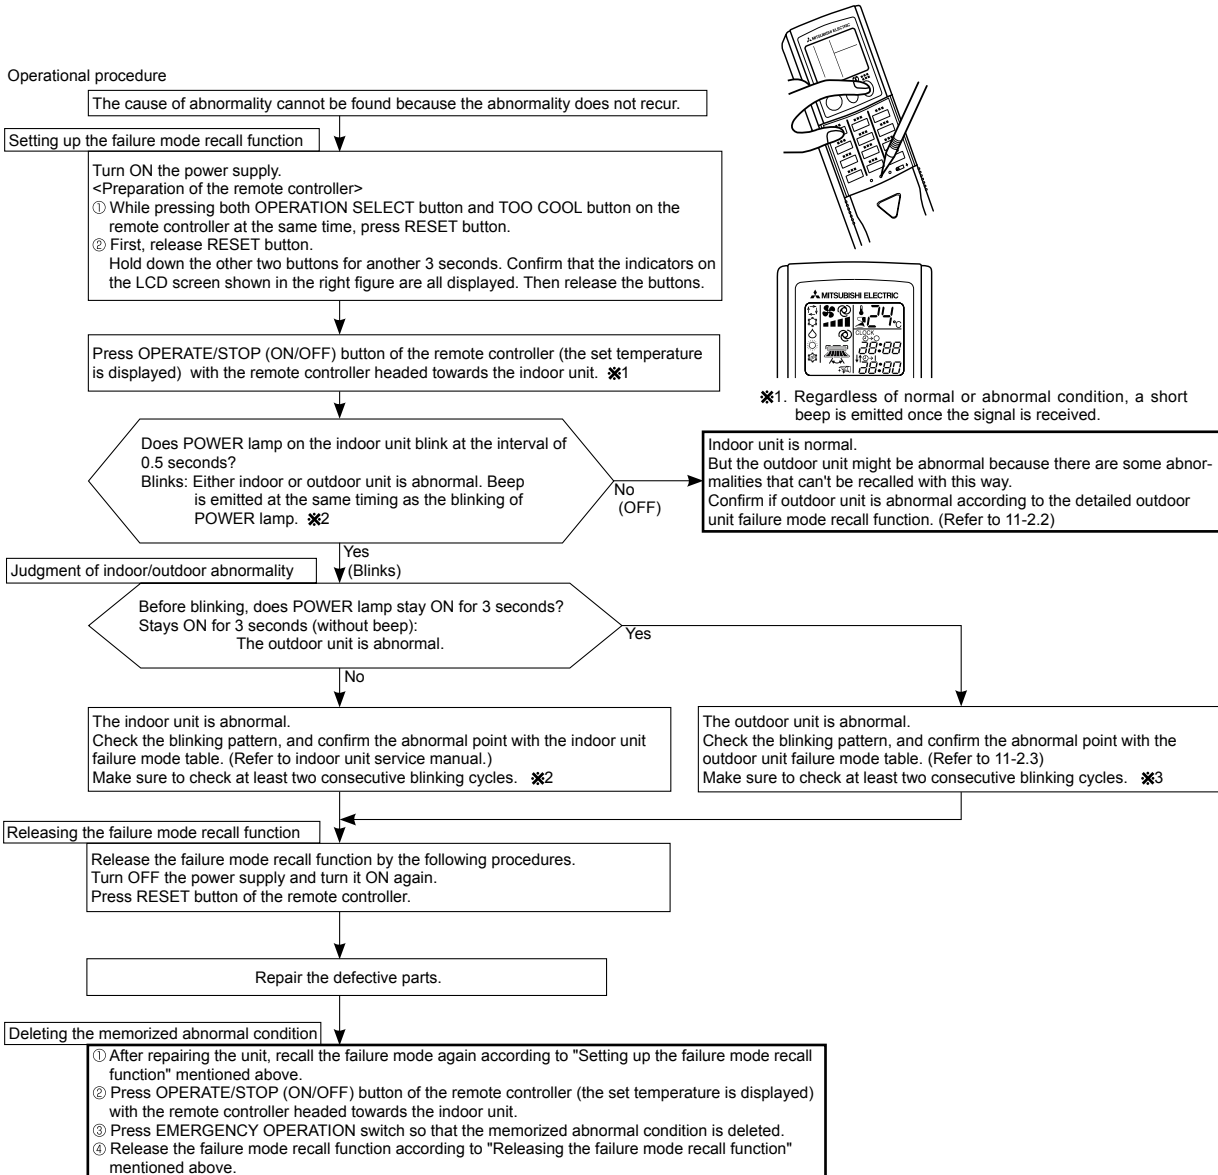 Operational procedure
The cause of abnormality cannot be found because the abnormality does not recur.
Setting up the failure mode recall function
Turn ON the power supply.
<Preparation of the remote controller>
① While pressing both OPERATION SELECT button and TOO COOL button on the
remote controller at the same time, press RESET button.
② First, release RESET button.
Hold down the other two buttons for another 3 seconds. Confirm that the indicators on
the LCD screen shown in the right figure are all displayed. Then release the buttons.
MITSUBISHI ELECTRIC
MITSUBISHI ELECTRIC
24°C
CLOCK
88:88
88:80
Press OPERATE/STOP (ON/OFF) button of the remote controller (the set temperature
is displayed) with the remote controller headed towards the indoor unit. ※1
※1. Regardless of normal or abnormal condition, a short
beep is emitted once the signal is received.
Does POWER lamp on the indoor unit blink at the interval of
0.5 seconds?
Blinks: Either indoor or outdoor unit is abnormal. Beep
is emitted at the same timing as the blinking of
POWER lamp. ※2
No
(OFF)
Indoor unit is normal.
But the outdoor unit might be abnormal because there are some abnor-
malities that can't be recalled with this way.
Confirm if outdoor unit is abnormal according to the detailed outdoor
unit failure mode recall function. (Refer to 11-2.2)
Yes
(Blinks)
Judgment of indoor/outdoor abnormality
Before blinking, does POWER lamp stay ON for 3 seconds?
Stays ON for 3 seconds (without beep):
The outdoor unit is abnormal.
Yes
No
The indoor unit is abnormal.
Check the blinking pattern, and confirm the abnormal point with the indoor unit
failure mode table. (Refer to indoor unit service manual.)
Make sure to check at least two consecutive blinking cycles. ※2
The outdoor unit is abnormal.
Check the blinking pattern, and confirm the abnormal point with the
outdoor unit failure mode table. (Refer to 11-2.3)
Make sure to check at least two consecutive blinking cycles. ※3
Releasing the failure mode recall function
Release the failure mode recall function by the following procedures.
Turn OFF the power supply and turn it ON again.
Press RESET button of the remote controller.
Repair the defective parts.
Deleting the memorized abnormal condition
① After repairing the unit, recall the failure mode again according to "Setting up the failure mode recall
function" mentioned above.
② Press OPERATE/STOP (ON/OFF) button of the remote controller (the set temperature is displayed)
with the remote controller headed towards the indoor unit.
③ Press EMERGENCY OPERATION switch so that the memorized abnormal condition is deleted.
④ Release the failure mode recall function according to "Releasing the failure mode recall function"
mentioned above.